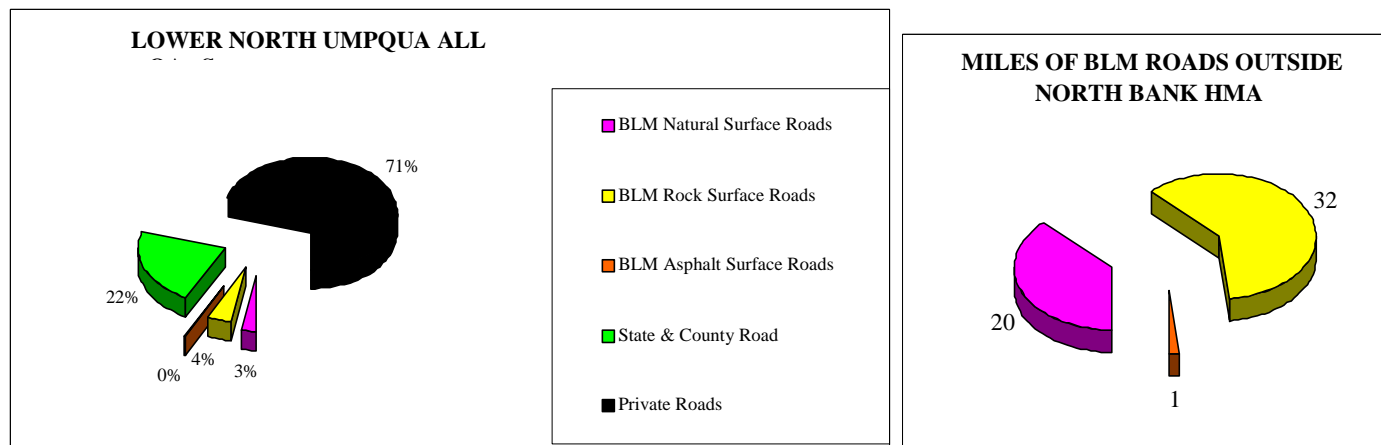 LOWER NORTH UMPQUA ALL
71%
22%
0%
4%
3%
BLM Natural Surface Roads
BLM Rock Surface Roads
BLM Asphalt Surface Roads
State & County Road
Private Roads
MILES OF BLM ROADS OUTSIDE
NORTH BANK HMA
32
20
1